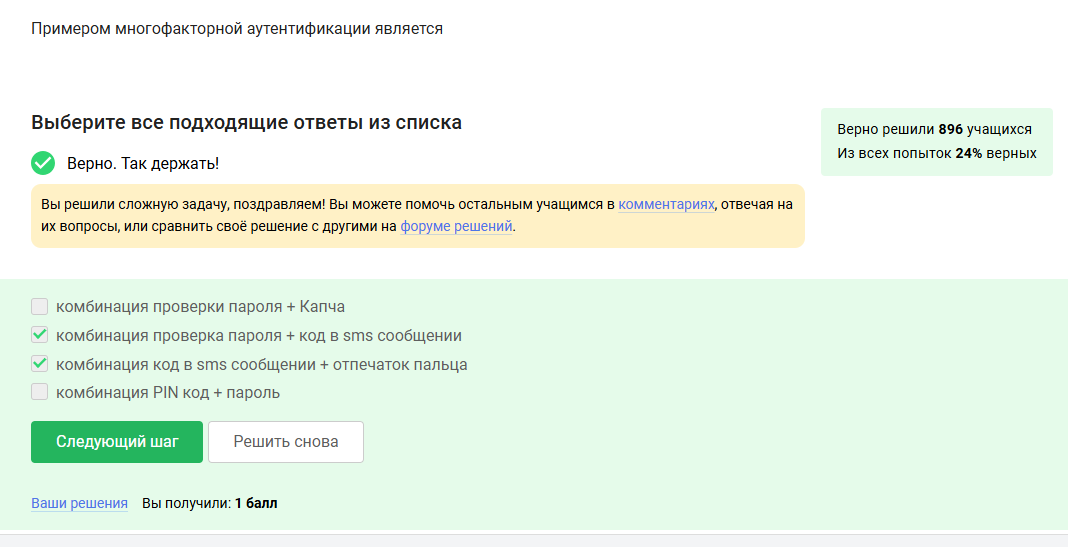 Примером многофакторной аутентификации является
Выберите все подходящие ответы из списка
Верно решили 896 учащихся
Из всех попыток 24% верных
Верно. Так держать!
Вы решили сложную задачу, поздравляем! Вы можете помочь остальным учащимся в комментариях, отвечая на
их вопросы, или сравнить своё решение с другими на форуме решений.
комбинация проверки пароля + Капча
комбинация проверка пароля + код в sms сообщении
комбинация код в sms сообщении + отпечаток пальца
комбинация PIN код + пароль
Следующий шаг
Решить снова
Ваши решения
Вы получили: 1 балл